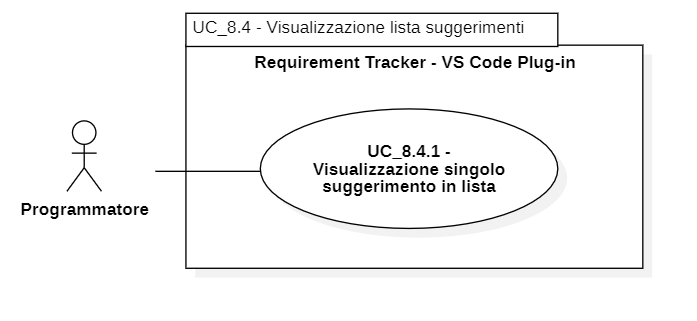 UC_8.4 - Visualizzazione lista suggerimenti
Requirement Tracker - VS Code Plug-in
UC_8.4.1 -
Visualizzazione singolo
suggerimento in lista
Programmatore